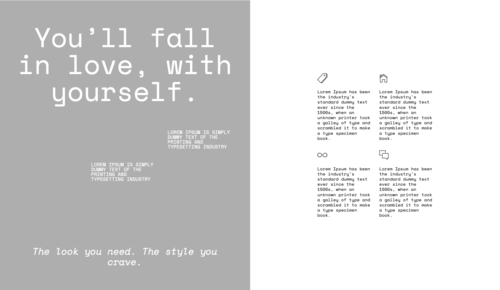 You'll fall
in love, with
yourself.
LOREM IPSUM IS SIMPLY
DUMMY TEXT OF THE
PRINTING AND
TYPESETTING INDUSTRY
LOREM IPSUM IS SIMPLY
DUMMY TEXT OF THE
PRINTING AND
TYPESETTING INDUSTRY
The look you need. The style you
crave.
Lorem Ipsum has been
the industry's
standard dummy text
ever since the
1500s, when an
unknown printer took
a galley of type and
scrambled it to make
a type specimen
book.
Lorem Ipsum has been
the industry's
standard dummy text
ever since the
1500s, when an
unknown printer took
a galley of type and
scrambled it to make
a type specimen
book.
Lorem Ipsum has been
the industry's
standard dummy text
ever since the
1500s, when an
unknown printer took
a galley of type and
scrambled it to make
a type specimen
book.
Lorem Ipsum has been
the industry's
standard dummy text
ever since the
1500s, when an
unknown printer took
a galley of type and
scrambled it to make
a type specimen
book.